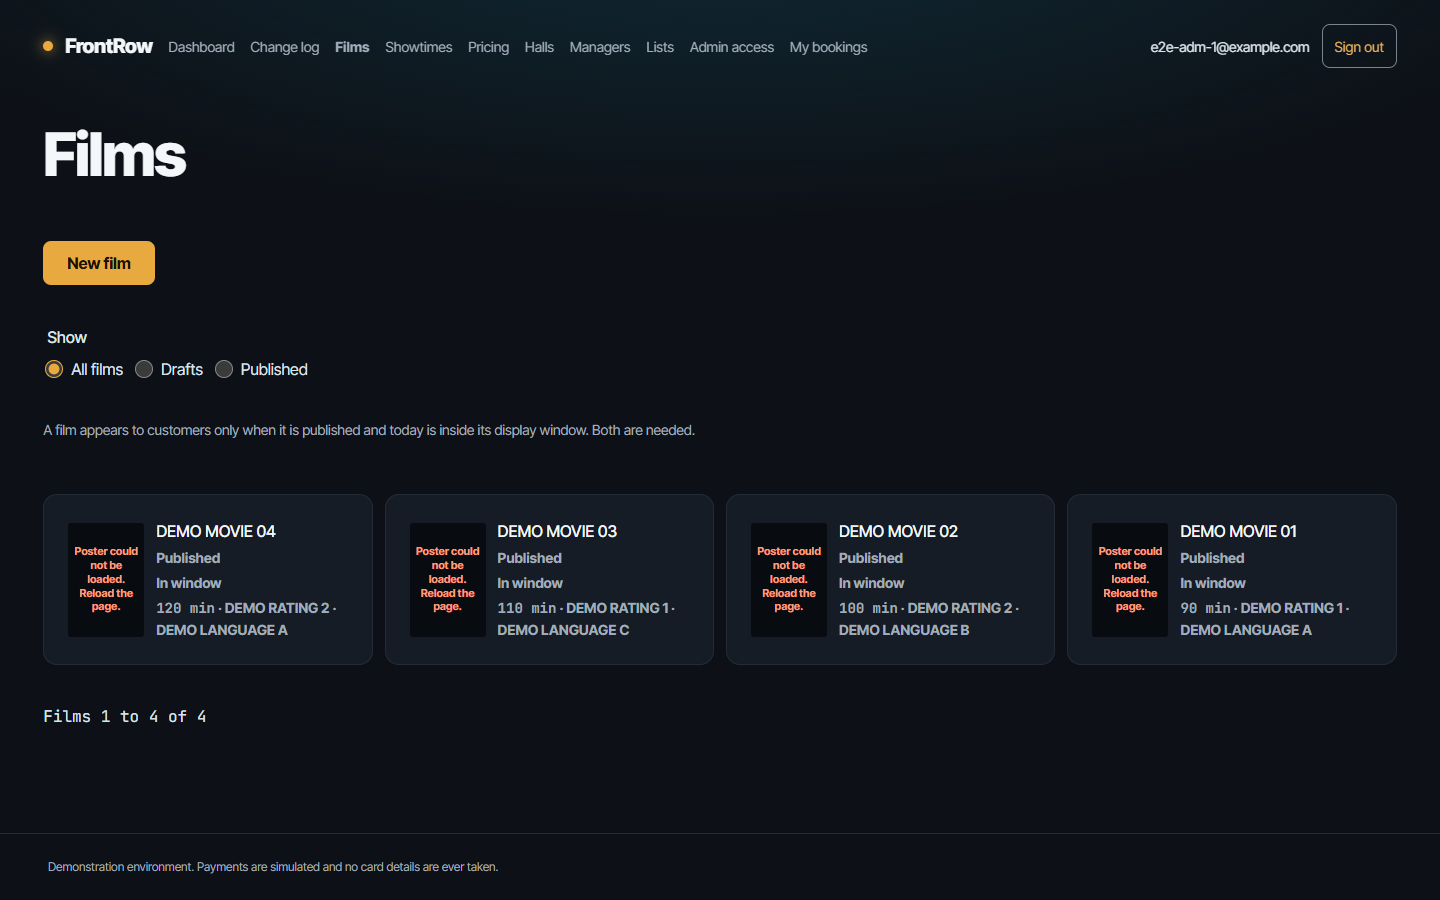 FrontRow Dashboard Change log Films Showtimes Pricing Halls Managers Lists Admin access My bookings e2e-adm-1@example.com Sign out
Films
New film
Show
All films Drafts Published
A film appears to customers only when it is published and today is inside its display window. Both are needed.
Poster could
not be
loaded.
Reload the
page.
DEMO MOVIE 04
Published
In window
120 min · DEMO RATING 2 ·
DEMO LANGUAGE A
Poster could
not be
loaded.
Reload the
page.
DEMO MOVIE 03
Published
In window
110 min · DEMO RATING 1 ·
DEMO LANGUAGE C
Poster could
not be
loaded.
Reload the
page.
DEMO MOVIE 02
Published
In window
100 min · DEMO RATING 2 ·
DEMO LANGUAGE B
Poster could
not be
loaded.
Reload the
page.
DEMO MOVIE 01
Published
In window
90 min · DEMO RATING 1 ·
DEMO LANGUAGE A
Films 1 to 4 of 4
Demonstration environment. Payments are simulated and no card details are ever taken.